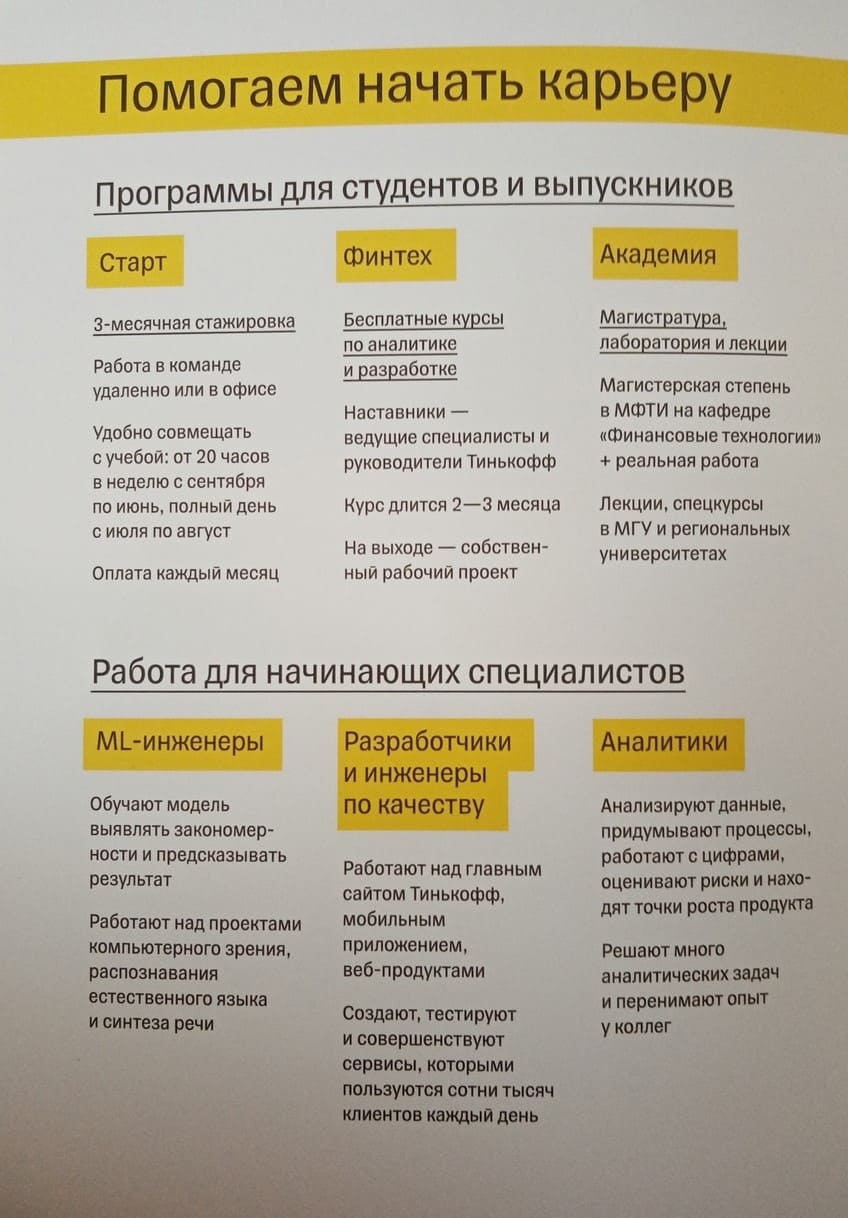 Помогаем начать карьеру
Программы для студентов и выпускников
Старт
3-месячная стажировка
Работа в команде
удаленно или в офисе
Удобно совмещать
с учебой: от 20 часов
в неделю с сентября
по июнь, полный день
с июля по август
Оплата каждый месяц
Финтех
Бесплатные курсы
по аналитике
и разработке
Наставники —
ведущие специалисты и
руководители Тинькофф
Курс длится 2—3 месяца
На выходе — собствен-
ный рабочий проект
Академия
Магистратура,
лаборатория и лекции
Магистерская степень
в МФТИ на кафедре
«Финансовые технологии»
+ реальная работа
Лекции, спецкурсы
в МГУ и региональных
университетах
Работа для начинающих специалистов
ML-инженеры
Обучают модель
выявлять закономер-
ности и предсказывать
результат
Работают над проектами
компьютерного зрения,
распознавания
естественного языка
и синтеза речи
Разработчики
и инженеры
по качеству
Работают над главным
сайтом Тинькофф,
мобильным
приложением,
веб-продуктами
Создают, тестируют
и совершенствуют
сервисы, которыми
пользуются сотни тысяч
клиентов каждый день
Аналитики
Анализируют данные,
придумывают процессы,
работают с цифрами,
оценивают риски и нахо-
дят точки роста продукта
Решают много
аналитических задач
и перенимают опыт
у коллег